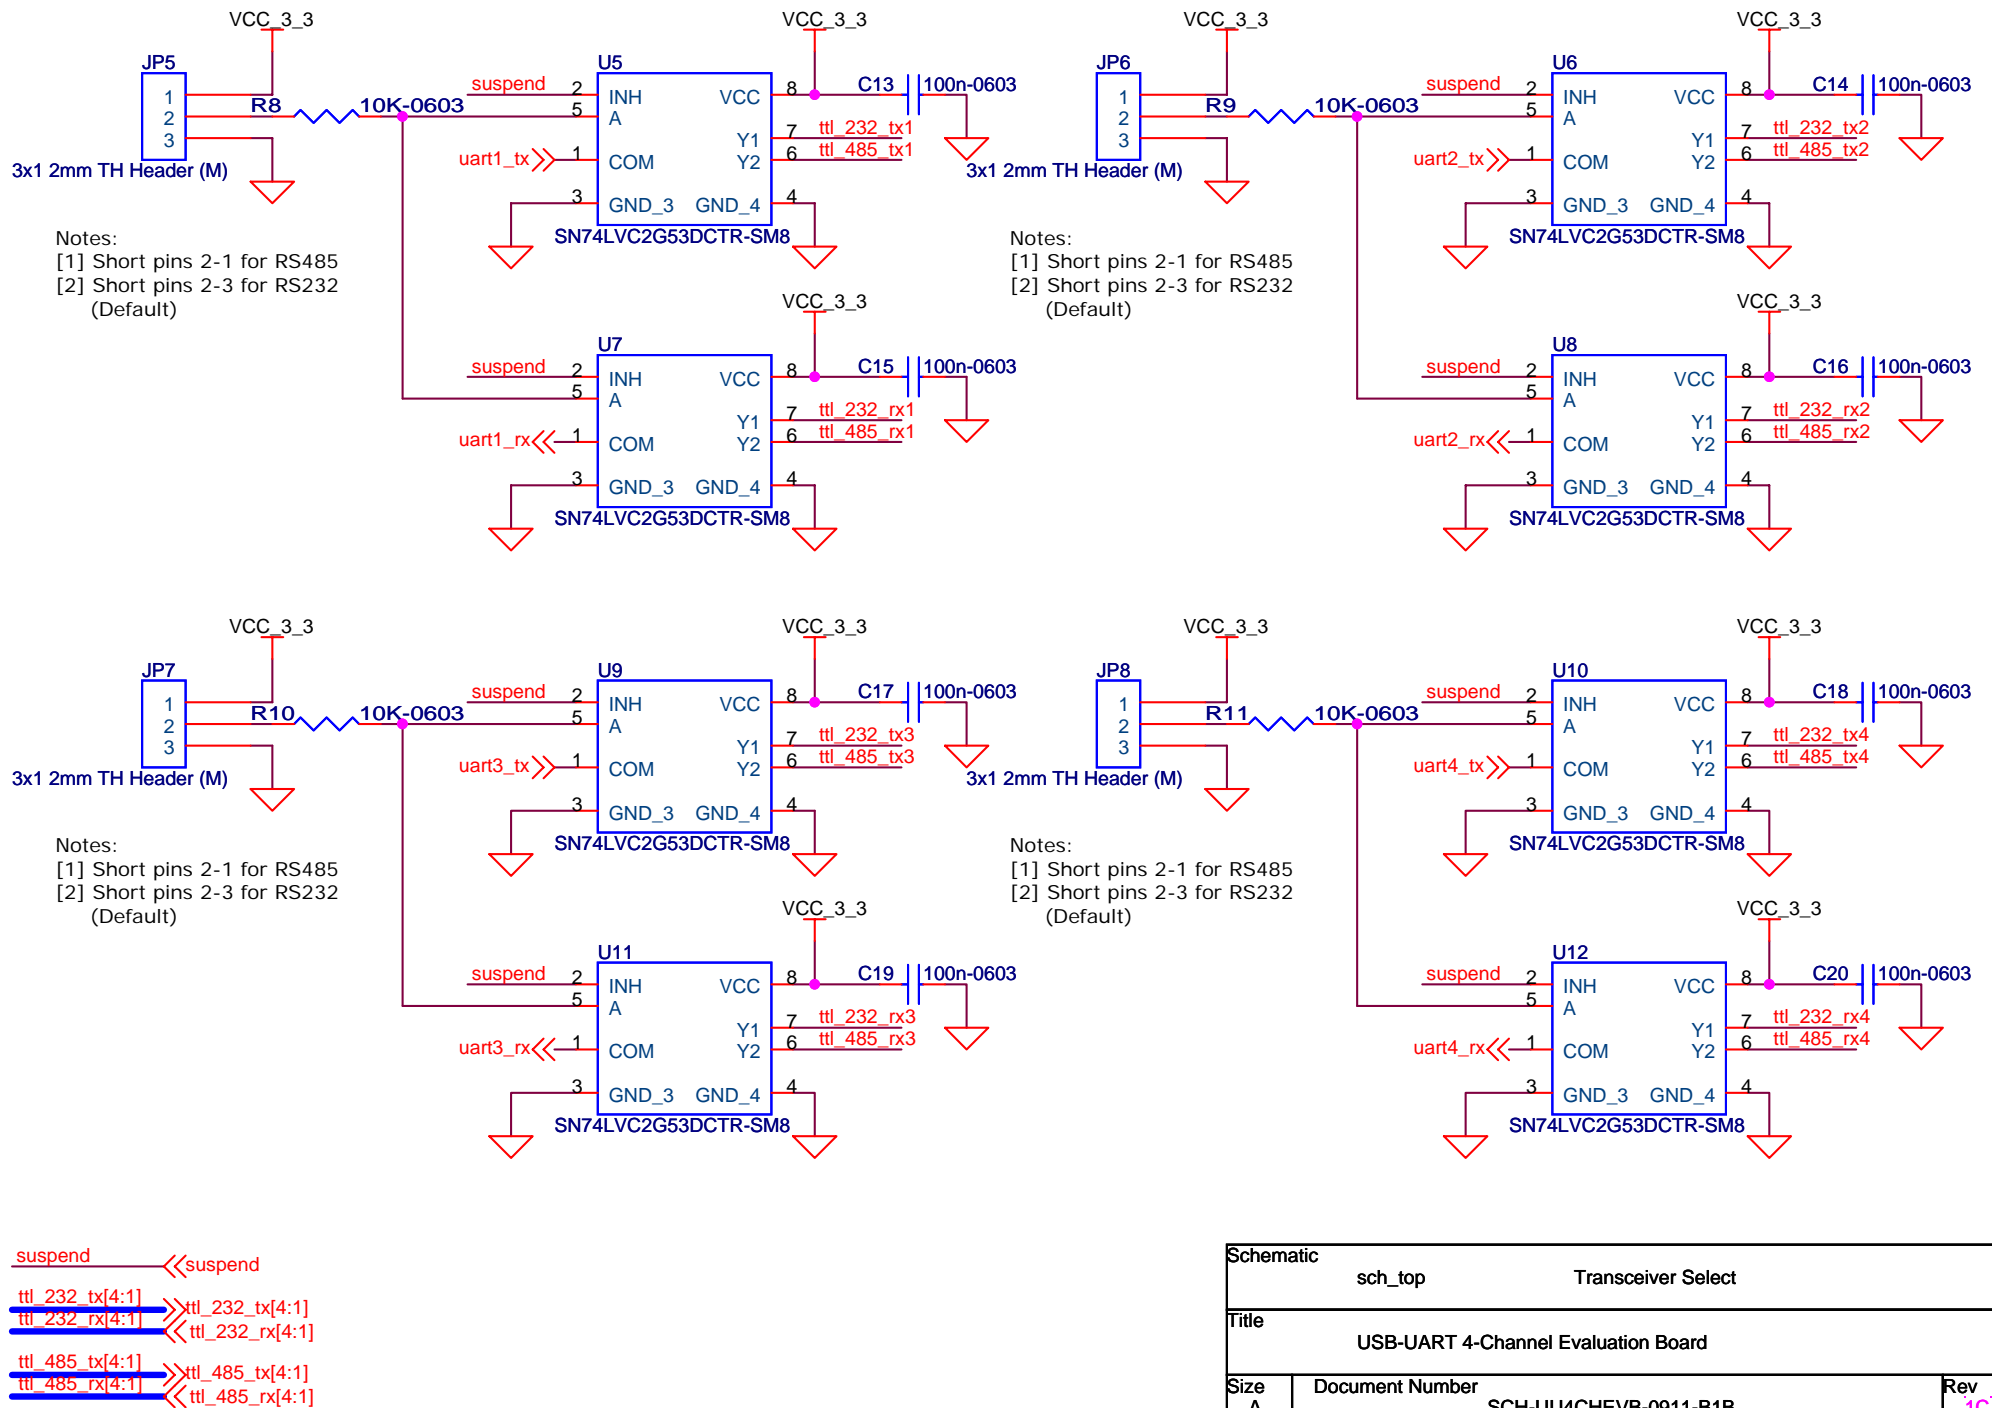 VCC_3_3
JP5
1
2
3
R8
10K-0603
3x1 2mm TH Header (M)
Notes:
[1] Short pins 2-1 for RS485
[2] Short pins 2-3 for RS232
(Default)
VCC_3_3
U5
suspend
2
INH
VCC
8
C13
100n-0603
5
A
Y1
7
ttl_232_tx1
uart1_tx
1
COM
Y2
6
ttl_485_tx1
3
GND_3
GND_4
4
SN74LVC2G53DCTR-SM8
VCC_3_3
U7
suspend
2
INH
VCC
8
C15
100n-0603
5
A
Y1
7
ttl_232_rx1
uart1_rx
1
COM
Y2
6
ttl_485_rx1
3
GND_3
GND_4
4
SN74LVC2G53DCTR-SM8
VCC_3_3
JP6
1
2
3
R9
10K-0603
3x1 2mm TH Header (M)
Notes:
[1] Short pins 2-1 for RS485
[2] Short pins 2-3 for RS232
(Default)
VCC_3_3
U6
suspend
2
INH
VCC
8
C14
100n-0603
5
A
Y1
7
ttl_232_tx2
uart2_tx
1
COM
Y2
6
ttl_485_tx2
3
GND_3
GND_4
4
SN74LVC2G53DCTR-SM8
VCC_3_3
U8
suspend
2
INH
VCC
8
C16
100n-0603
5
A
Y1
7
ttl_232_rx2
uart2_rx
1
COM
Y2
6
ttl_485_rx2
3
GND_3
GND_4
4
SN74LVC2G53DCTR-SM8
VCC_3_3
JP7
1
2
3
R10
10K-0603
3x1 2mm TH Header (M)
Notes:
[1] Short pins 2-1 for RS485
[2] Short pins 2-3 for RS232
(Default)
VCC_3_3
U9
suspend
2
INH
VCC
8
C17
100n-0603
5
A
Y1
7
ttl_232_tx3
uart3_tx
1
COM
Y2
6
ttl_485_tx3
3
GND_3
GND_4
4
SN74LVC2G53DCTR-SM8
VCC_3_3
U11
suspend
2
INH
VCC
8
C19
100n-0603
5
A
Y1
7
ttl_232_rx3
uart3_rx
1
COM
Y2
6
ttl_485_rx3
3
GND_3
GND_4
4
SN74LVC2G53DCTR-SM8
VCC_3_3
JP8
1
2
3
R11
10K-0603
3x1 2mm TH Header (M)
Notes:
[1] Short pins 2-1 for RS485
[2] Short pins 2-3 for RS232
(Default)
VCC_3_3
U10
suspend
2
INH
VCC
8
C18
100n-0603
5
A
Y1
7
ttl_232_tx4
uart4_tx
1
COM
Y2
6
ttl_485_tx4
3
GND_3
GND_4
4
SN74LVC2G53DCTR-SM8
VCC_3_3
U12
suspend
2
INH
VCC
8
C20
100n-0603
5
A
Y1
7
ttl_232_rx4
uart4_rx
1
COM
Y2
6
ttl_485_rx4
3
GND_3
GND_4
4
SN74LVC2G53DCTR-SM8
suspend suspend
ttl_232_tx[4:1] ttl_232_tx[4:1]
ttl_232_rx[4:1] ttl_232_rx[4:1]
ttl_485_tx[4:1] ttl_485_tx[4:1]
ttl_485_rx[4:1] ttl_485_rx[4:1]
Schematic
sch_top Transceiver Select
Title
USB-UART 4-Channel Evaluation Board
Size Document Number Rev
A SCH-UU4CHEVB-0911-B1B